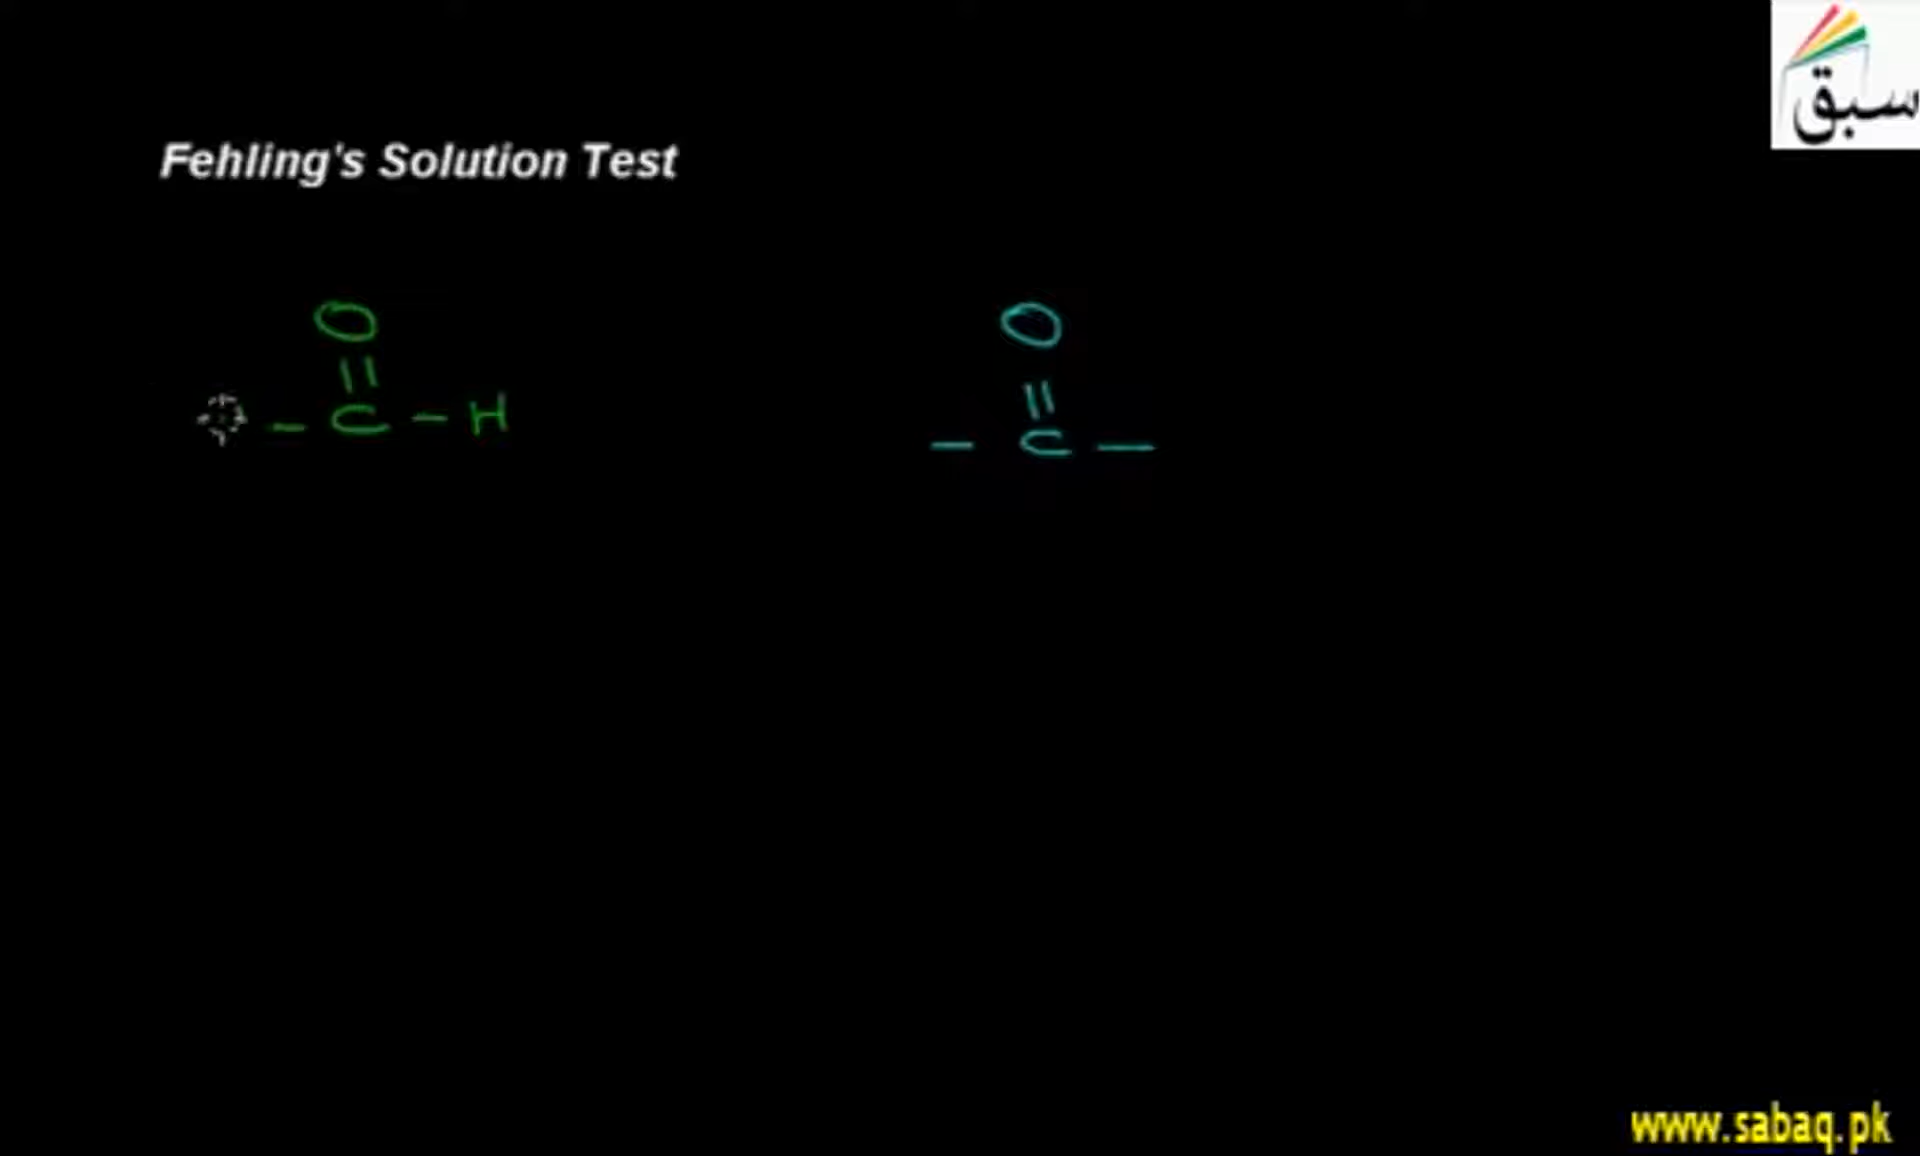 سبق
Fehling's Solution Test
O O
|| ||
- C - H - C -
www.sabaq.pk